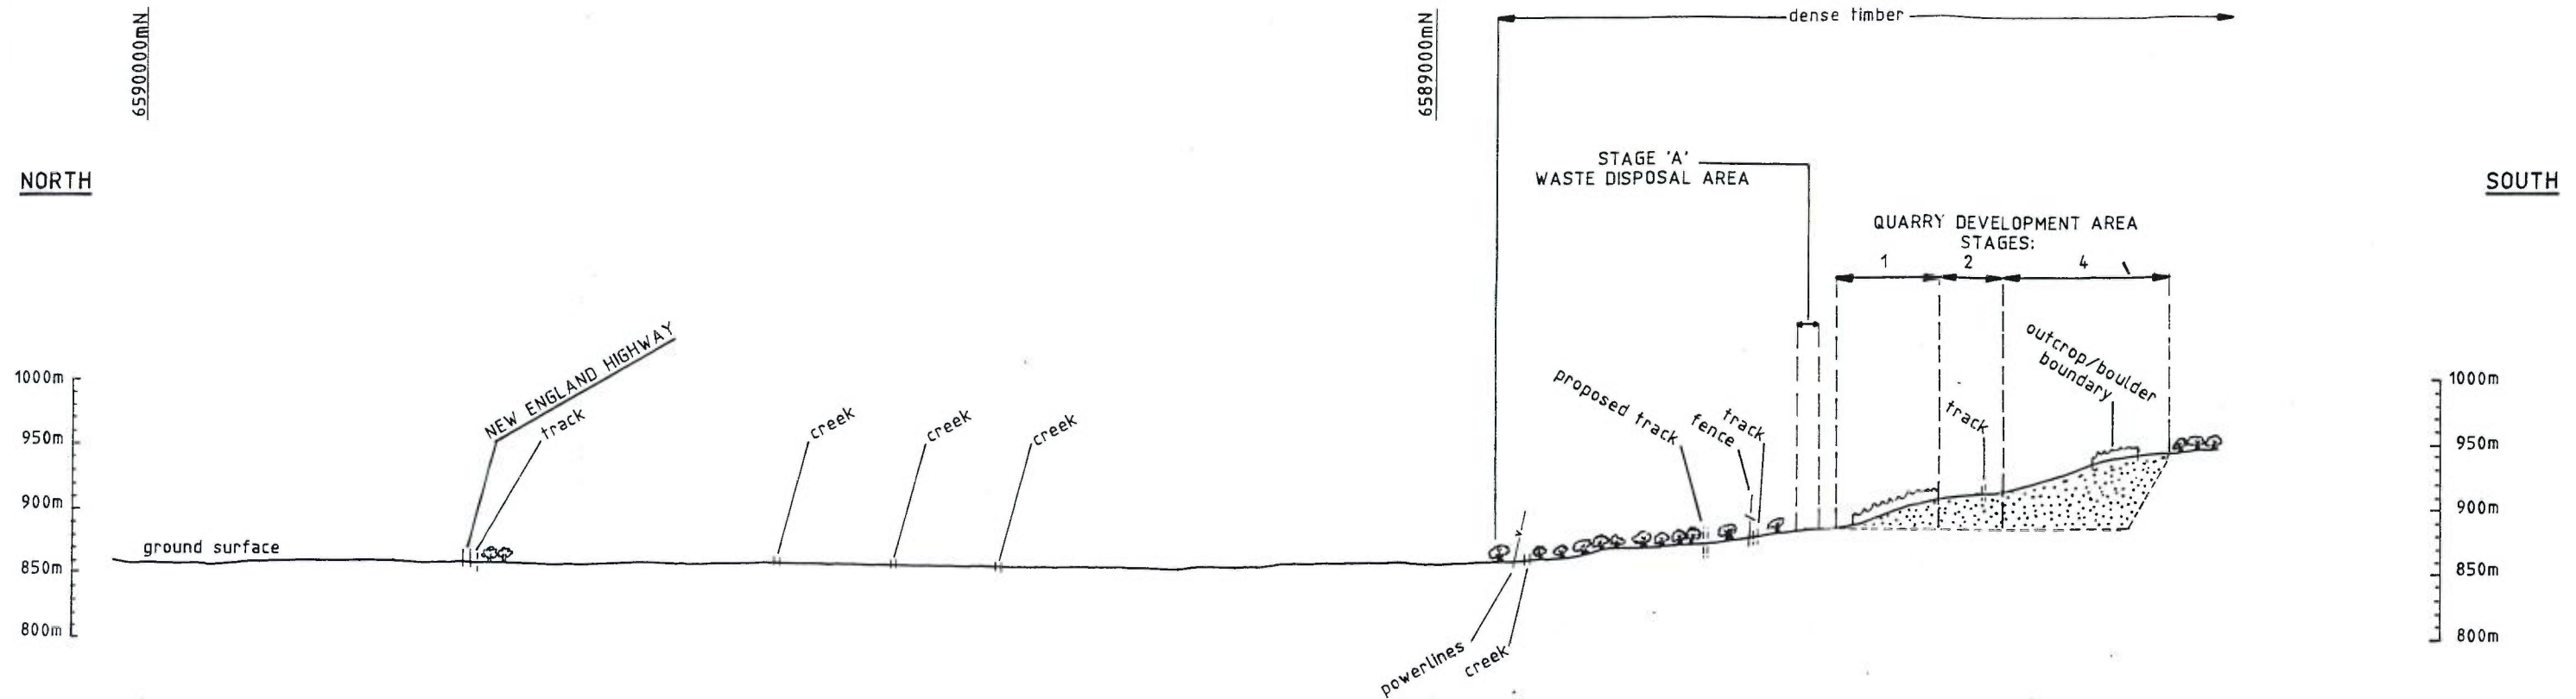 6590000mN
6589000mN
dense timber
NORTH
STAGE 'A'
WASTE DISPOSAL AREA
SOUTH
QUARRY DEVELOPMENT AREA
STAGES:
1
2
4
NEW ENGLAND HIGHWAY
track
creek
creek
creek
proposed track
fence
track
track
outcrop/boulder
boundary
1000m
950m
900m
850m
800m
1000m
950m
900m
850m
800m
ground surface
powerlines
creek